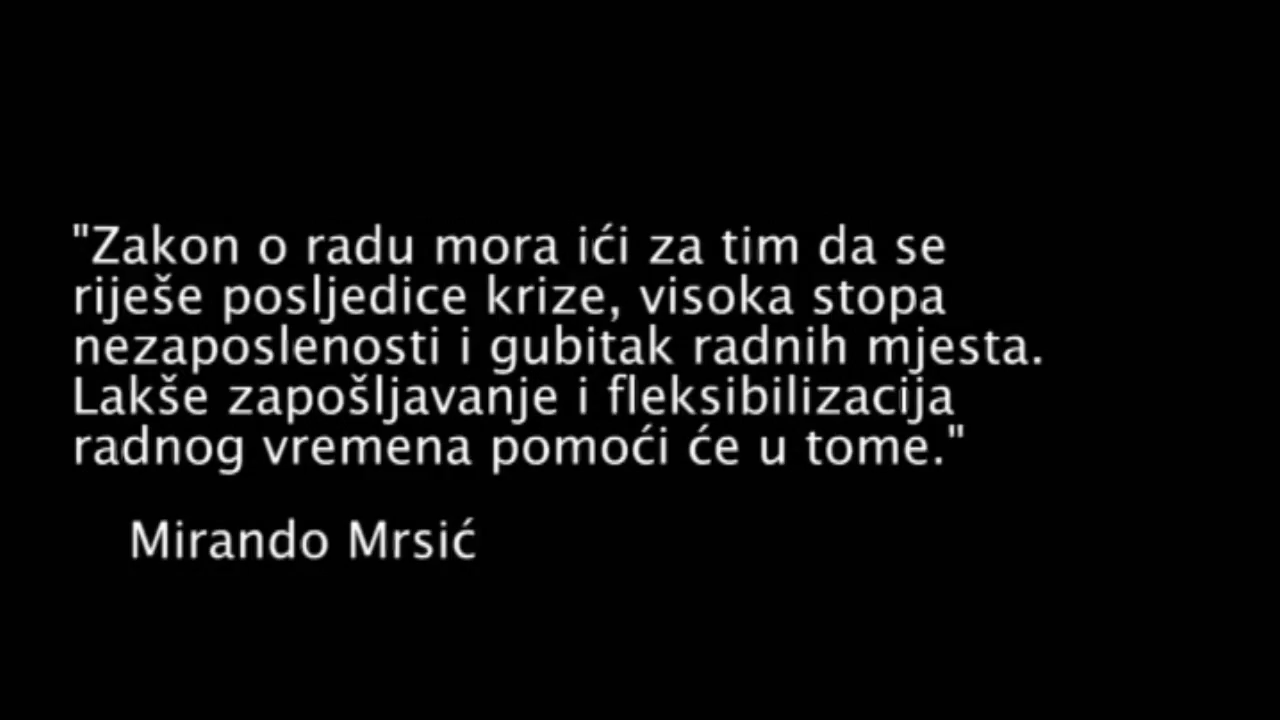 "Zakon o radu mora ići za tim da se
riješe posljedice krize, visoka stopa
nezaposlenosti i gubitak radnih mjesta.
Lakše zapošljavanje i fleksibilizacija
radnog vremena pomoći će u tome."
Mirando Mrsić